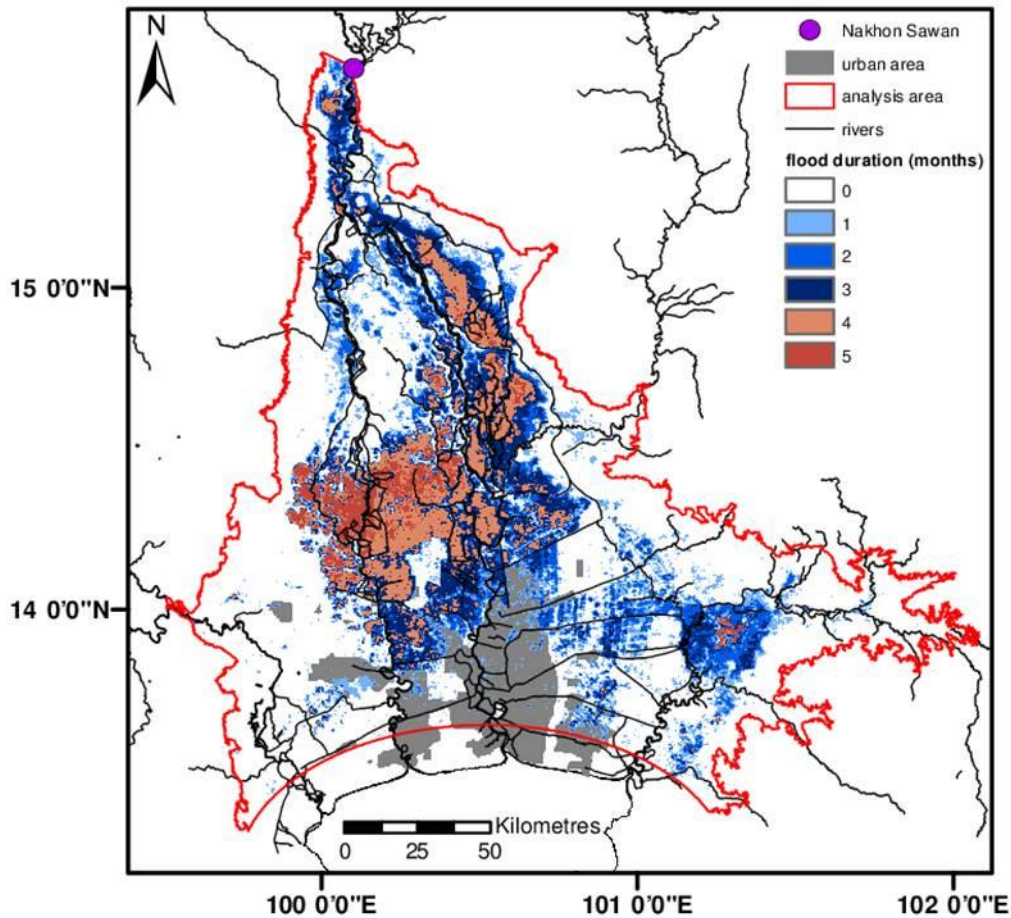 N
Nakhon Sawan
urban area
analysis area
rivers
flood duration (months)
0
1
2
3
4
5
15 0'0"N
14 0'0"N
Kilometres
0 25 50
100 0'0"E 101 0'0"E 102 0'0"E